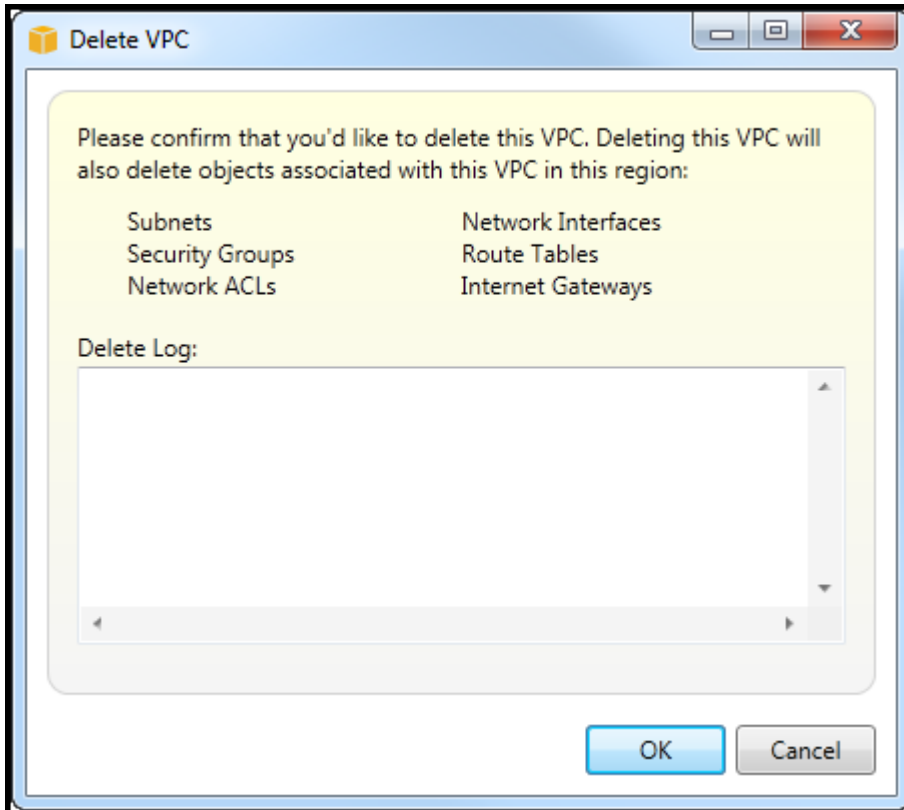 Delete VPC
Please confirm that you'd like to delete this VPC. Deleting this VPC will
also delete objects associated with this VPC in this region:
Subnets
Network Interfaces
Security Groups
Route Tables
Network ACLs
Internet Gateways
Delete Log:
OK
Cancel